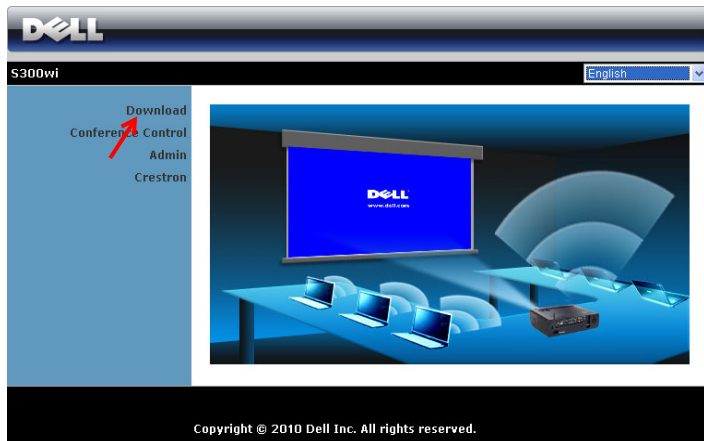 DELL
S300wi
English
Download
Conference Control
Admin
Crestron
DELL
www.dell.com
Copyright © 2010 Dell Inc. All rights reserved.